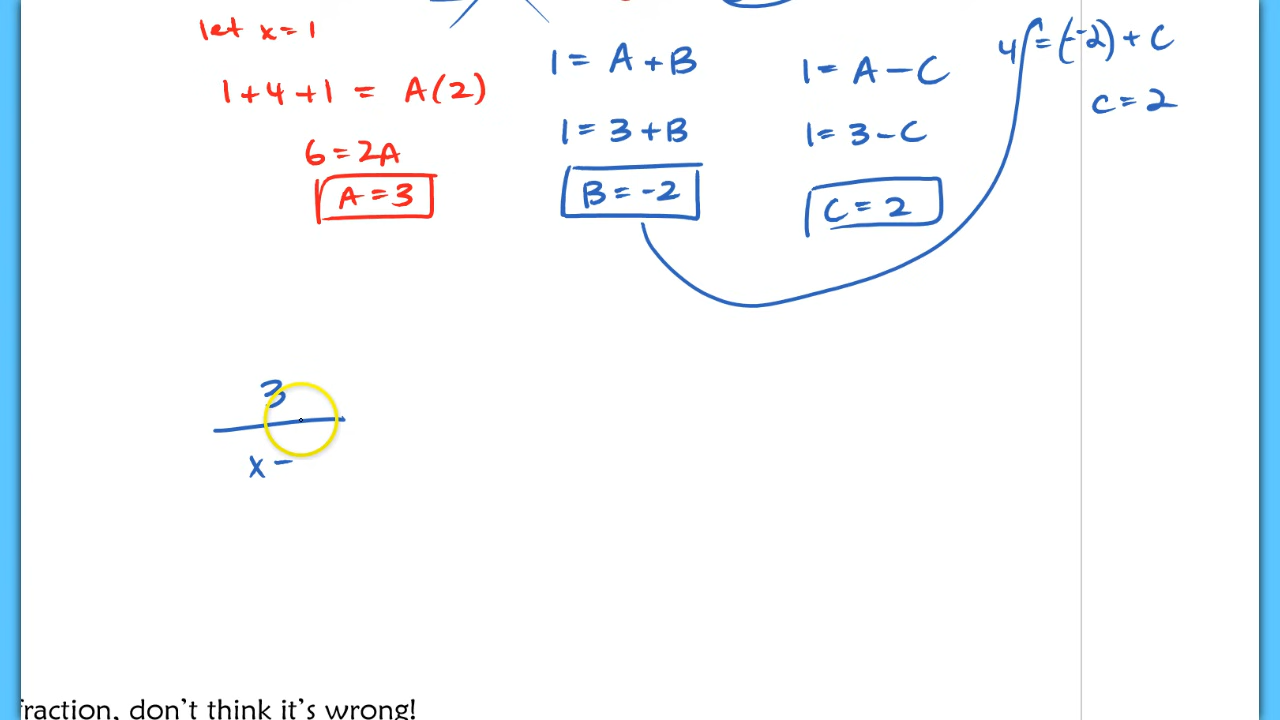 let x = 1
1 + 4 + 1 = A(2)
6 = 2A
A = 3
1 = A + B
1 = 3 + B
B = -2
1 = A - C
1 = 3 - C
C = 2
4 = (--2) + C
C = 2
3
x -
fraction, don't think it's wrong!